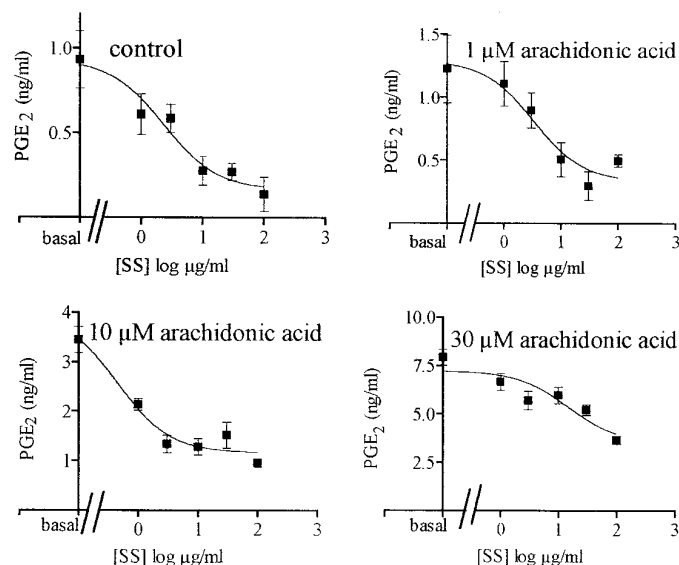 control
PGE2 (ng/ml)
1.0
0.5
basal
0
1
2
3
[SS] log µg/ml
1 µM arachidonic acid
PGE2 (ng/ml)
1.5
1.0
0.5
basal
0
1
2
3
[SS] log µg/ml
10 µM arachidonic acid
PGE2 (ng/ml)
4
3
2
1
basal
0
1
2
3
[SS] log µg/ml
30 µM arachidonic acid
PGE2 (ng/ml)
10.0
7.5
5.0
2.5
basal
0
1
2
3
[SS] log µg/ml